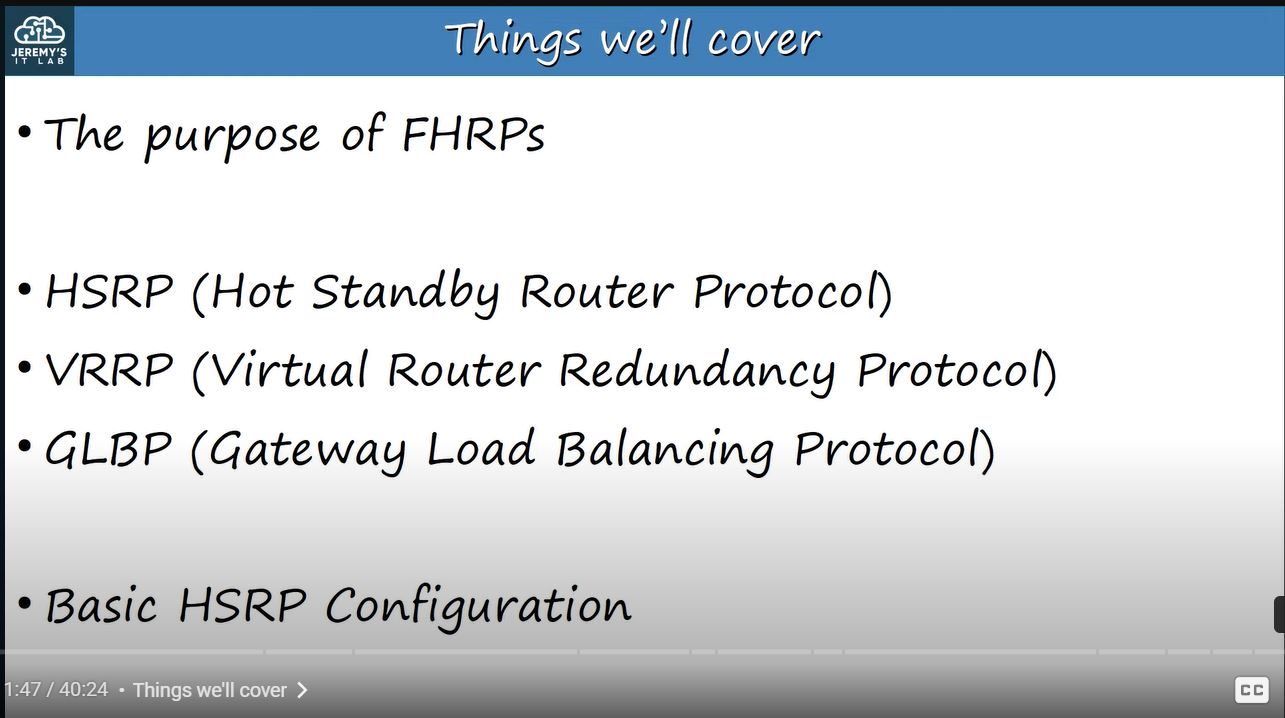 JEREMY'S
IT LAB
Things we'll cover
• The purpose of FHRPs
• HSRP (Hot Standby Router Protocol)
• VRRP (Virtual Router Redundancy Protocol)
• GLBP (Gateway Load Balancing Protocol)
• Basic HSRP Configuration
1:47 / 40:24 • Things we'll cover
CC